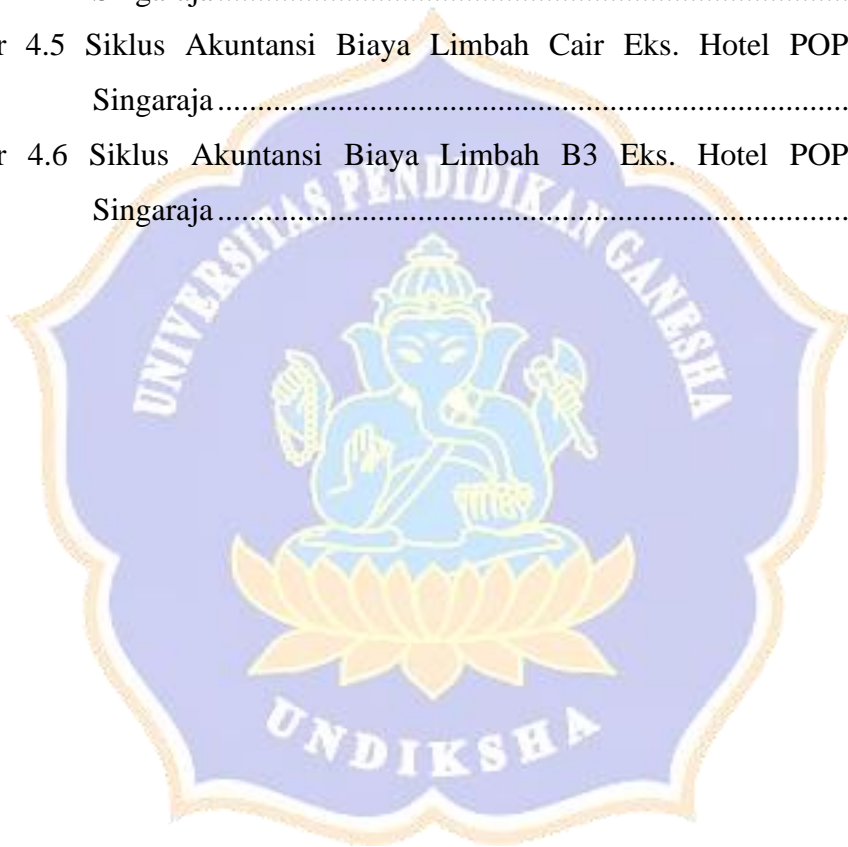 Singaraja..............................................................................
r 4.5 Siklus Akuntansi Biaya Limbah Cair Eks. Hotel POP
Singaraja..............................................................................
r 4.6 Siklus Akuntansi Biaya Limbah B3 Eks. Hotel POP
Singaraja..............................................................................
UNIVERSITAS PENDIDIKAN GANESHA
UNDIKSHA